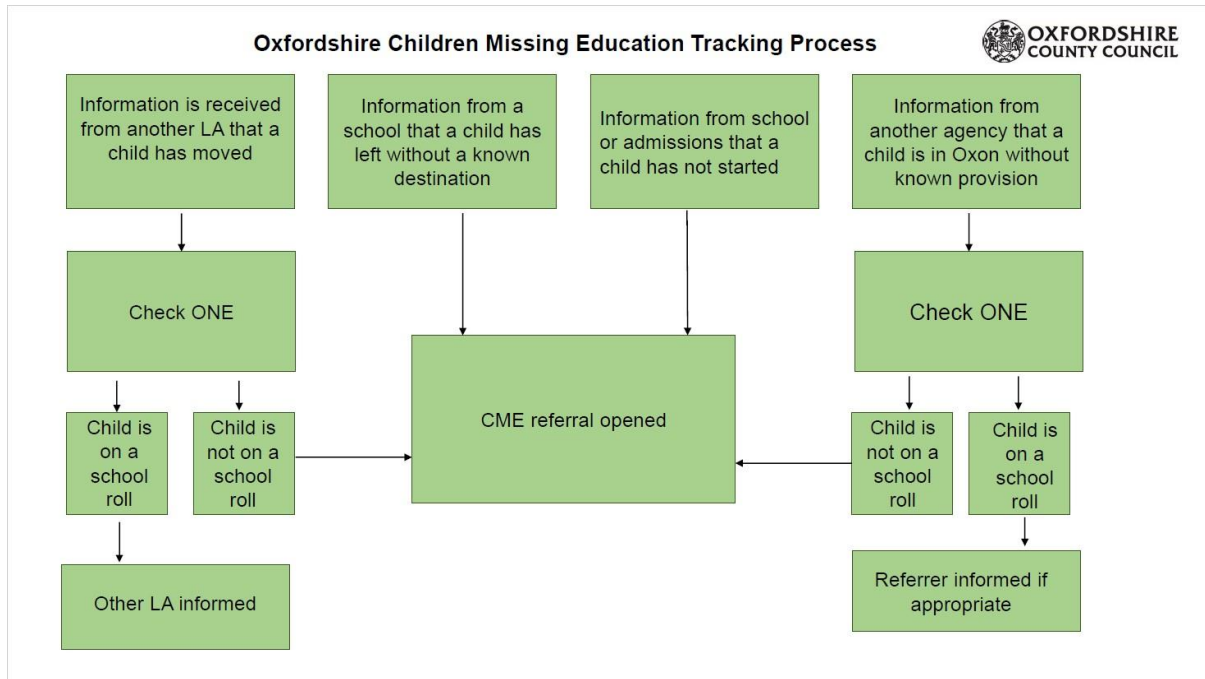 Oxfordshire Children Missing Education Tracking Process
OXFORDSHIRE
COUNTY COUNCIL
Information is received
from another LA that a
child has moved
Information from a
school that a child has
left without a known
destination
Information from school
or admissions that a
child has not started
Information from
another agency that a
child is in Oxon without
known provision
Check ONE
Check ONE
CME referral opened
Child is
on a
school
roll
Child is
not on a
school
roll
Child is
not on a
school
roll
Child is
on a
school
roll
Other LA informed
Referrer informed if
appropriate